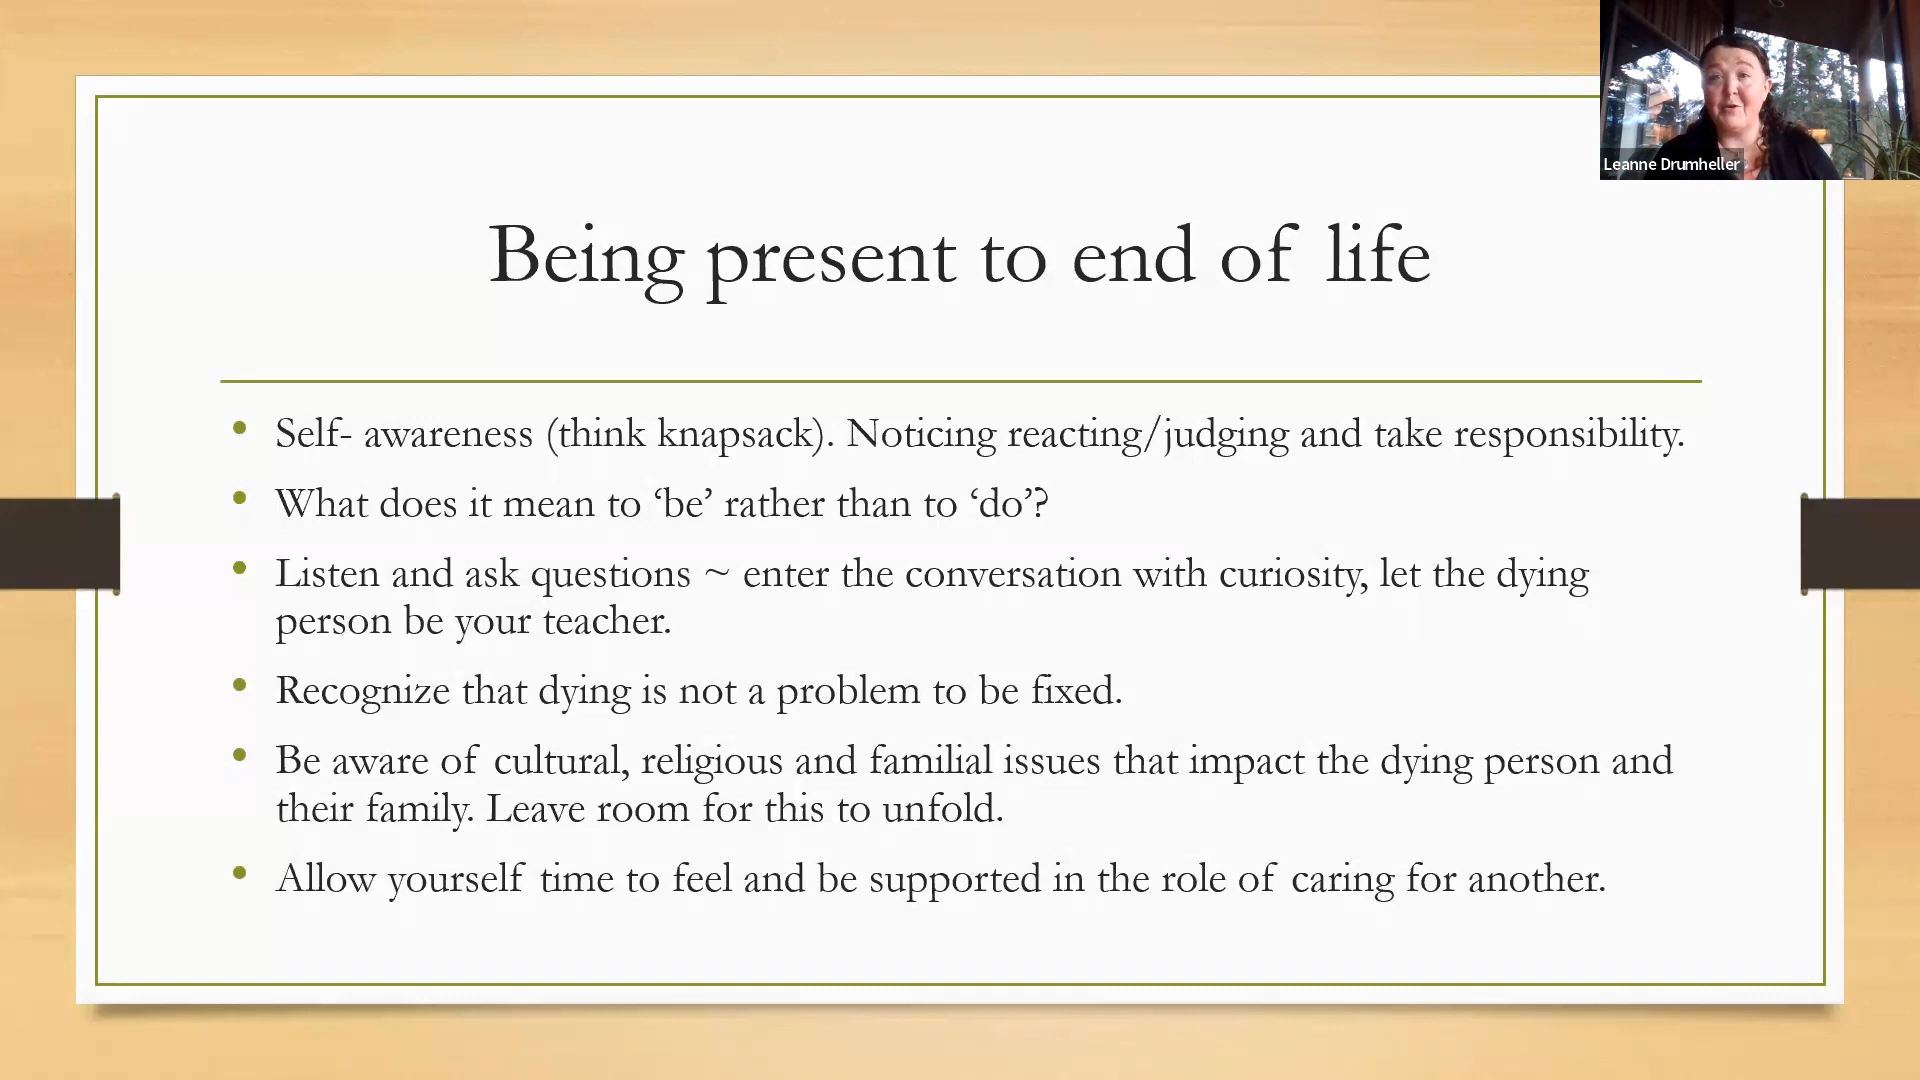 Leanne Drumheller
Being present to end of life
• Self- awareness (think knapsack). Noticing reacting/judging and take responsibility.
• What does it mean to ‘be’ rather than to ‘do’?
• Listen and ask questions ~ enter the conversation with curiosity, let the dying
person be your teacher.
• Recognize that dying is not a problem to be fixed.
• Be aware of cultural, religious and familial issues that impact the dying person and
their family. Leave room for this to unfold.
• Allow yourself time to feel and be supported in the role of caring for another.